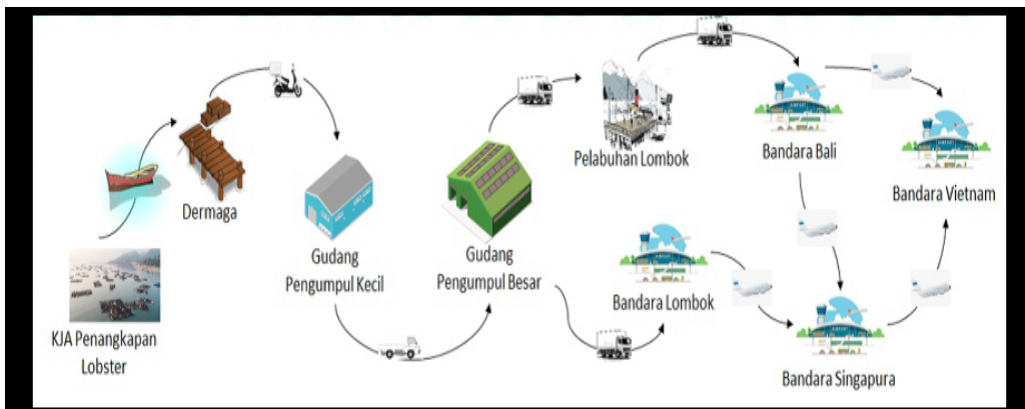 KJA Penangkapan
Lobster
Dermaga
Gudang
Pengumpul Kecil
Gudang
Pengumpul Besar
Pelabuhan Lombok
Bandara Lombok
Bandara Bali
Bandara Singapura
Bandara Vietnam